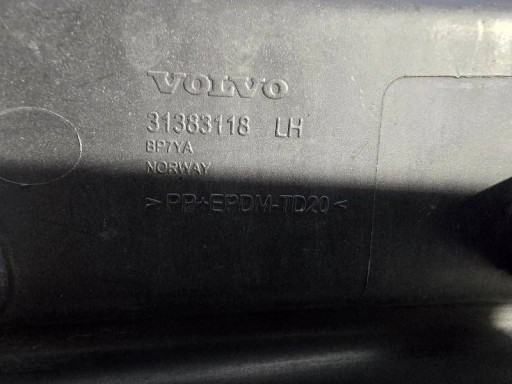 VOLVO
31383118 LH
BP7YA
NORWAY
>PP+EPDM-TD20<